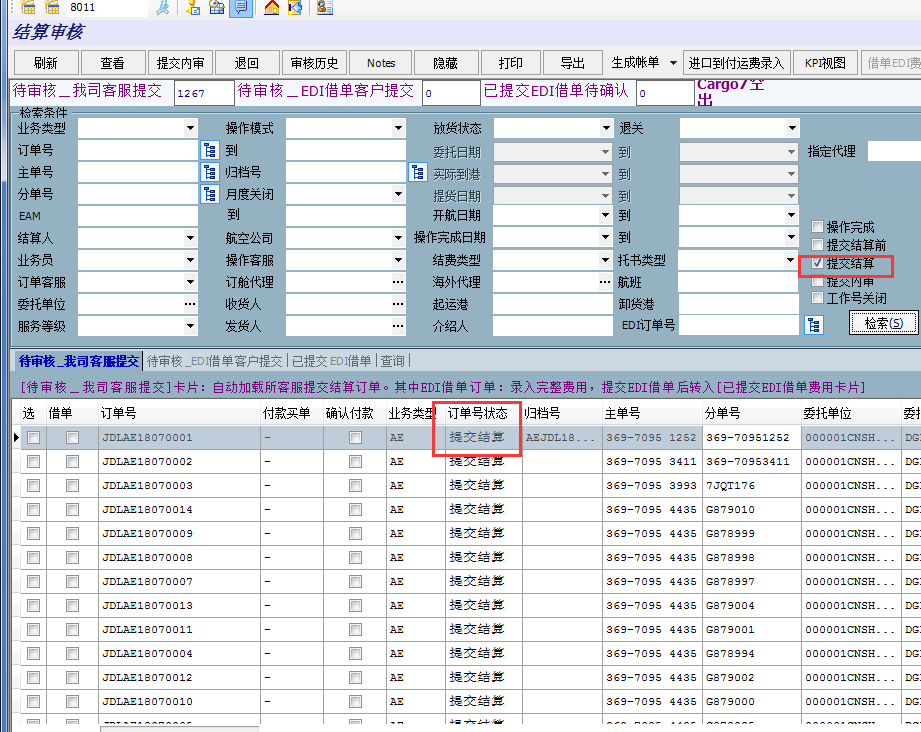 8011
结算审核
刷新 查看 提交内审 退回 审核历史 Notes 隐藏 打印 导出 生成帐单 进口到付运费录入 KPI视图 借单EDI费
待审核＿我司客服提交 1267 待审核＿EDI借单客户提交 0 已提交EDI借单待确认 0 Cargo7空出
检索条件
业务类型 操作模式 放货状态 退关
订单号 到 委托日期 到 指定代理
主单号 归档号 实际到港 到
分单号 月度关闭 提货日期 到
EAM 到 开航日期 到
结算人 航空公司 操作完成日期 到 操作完成
业务员 操作客服 结费类型 托书类型 提交结算前
订单客服 订舱代理 海外代理 航班 提交结算
委托单位 收货人 起运港 卸货港 提交内审
服务等级 发货人 介绍人 EDI订单号 工作号关闭
检索(S)
待审核_我司客服提交 待审核_EDI借单客户提交 已提交EDI借单 查询
[待审核＿我司客服提交]卡片: 自动加载所客服提交结算订单。其中EDI借单订单: 录入完整费用，提交EDI借单后转入[已提交EDI借单费用卡片]
选 借单 订单号 付款买单 确认付款 业务类型 订单号状态 归档号 主单号 分单号 委托单位 委托
JDLAE18070001 - AE 提交结算 AEJDL18... 369-7095 1252 369-70951252 000001CNSH... DG
JDLAE18070002 - AE 提交结算 369-7095 3411 369-70953411 000001CNSH... DG
JDLAE18070003 - AE 提交结算 369-7095 3993 7JQT176 000001CNSH... DG
JDLAE18070014 - AE 提交结算 369-7095 4435 G879010 000001CNSH... DG
JDLAE18070009 - AE 提交结算 369-7095 4435 G878999 000001CNSH... DG
JDLAE18070008 - AE 提交结算 369-7095 4435 G878998 000001CNSH... DG
JDLAE18070007 - AE 提交结算 369-7095 4435 G878997 000001CNSH... DG
JDLAE18070013 - AE 提交结算 369-7095 4435 G879004 000001CNSH... DG
JDLAE18070011 - AE 提交结算 369-7095 4435 G879001 000001CNSH... DG
JDLAE18070004 - AE 提交结算 369-7095 4435 G878994 000001CNSH... DG
JDLAE18070012 - AE 提交结算 369-7095 4435 G879002 000001CNSH... DG
JDLAE18070010 - AE 提交结算 369-7095 4435 G879000 000001CNSH... DG